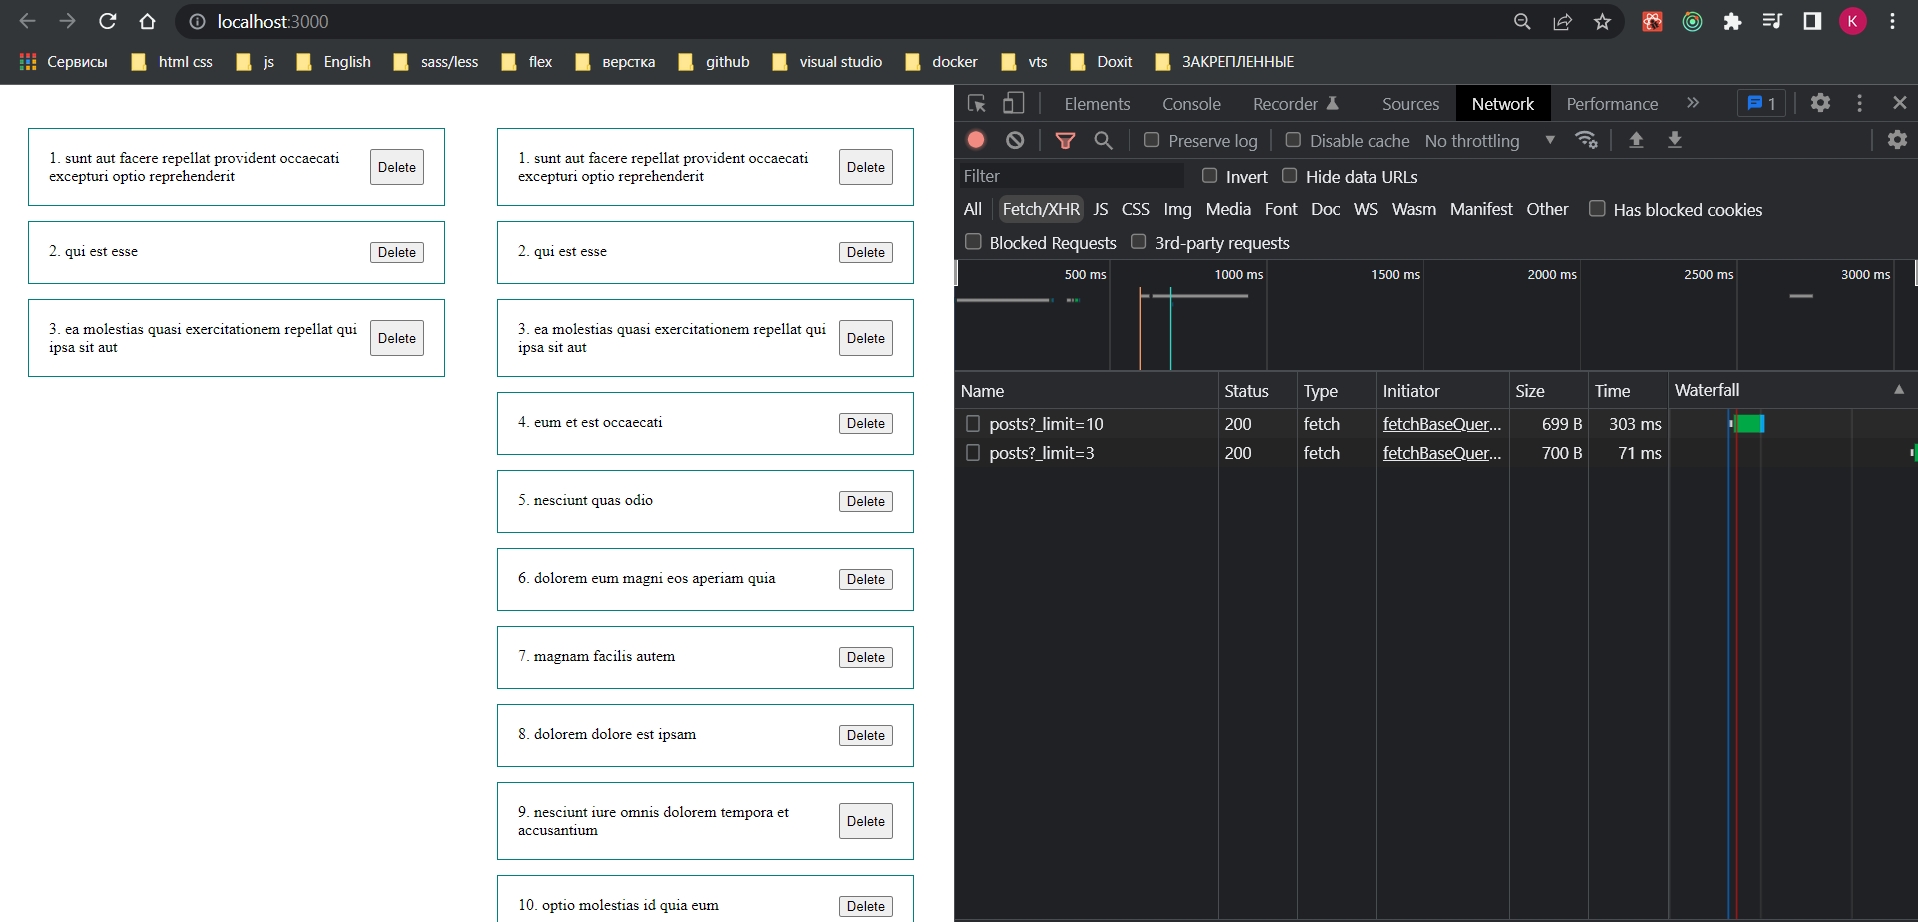 localhost:3000
K
Сервисы html css js English sass/less flex верстка github visual studio docker vts Doxit ЗАКРЕПЛЕННЫЕ
1. sunt aut facere repellat provident occaecati
excepturi optio reprehenderit
Delete
2. qui est esse
Delete
3. ea molestias quasi exercitationem repellat qui
ipsa sit aut
Delete
1. sunt aut facere repellat provident occaecati
excepturi optio reprehenderit
Delete
2. qui est esse
Delete
3. ea molestias quasi exercitationem repellat qui
ipsa sit aut
Delete
4. eum et est occaecati
Delete
5. nesciunt quas odio
Delete
6. dolorem eum magni eos aperiam quia
Delete
7. magnam facilis autem
Delete
8. dolorem dolore est ipsam
Delete
9. nesciunt iure omnis dolorem tempora et
accusantium
Delete
10. optio molestias id quia eum
Delete
Elements Console Recorder Sources Network Performance » 1
Preserve log Disable cache No throttling
Filter Invert Hide data URLs
All Fetch/XHR JS CSS Img Media Font Doc WS Wasm Manifest Other Has blocked cookies
Blocked Requests 3rd-party requests
500 ms 1000 ms 1500 ms 2000 ms 2500 ms 3000 ms
Name Status Type Initiator Size Time Waterfall
posts?_limit=10 200 fetch fetchBaseQuer... 699 B 303 ms
posts?_limit=3 200 fetch fetchBaseQuer... 700 B 71 ms